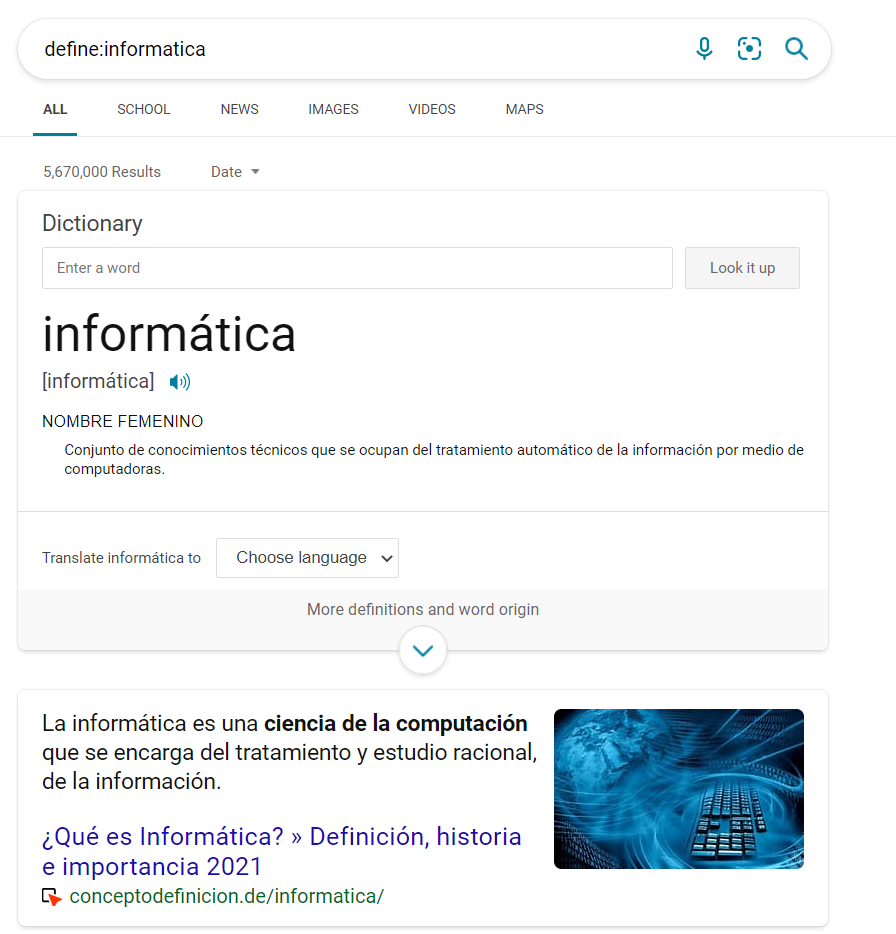 define:informatica
ALL SCHOOL NEWS IMAGES VIDEOS MAPS
5,670,000 Results Date
Dictionary
Enter a word Look it up
informática
[informática]
NOMBRE FEMENINO
Conjunto de conocimientos técnicos que se ocupan del tratamiento automático de la información por medio de
computadoras.
Translate informática to Choose language
More definitions and word origin
La informática es una ciencia de la computación
que se encarga del tratamiento y estudio racional,
de la información.
¿Qué es Informática? » Definición, historia
e importancia 2021
conceptodefinicion.de/informatica/